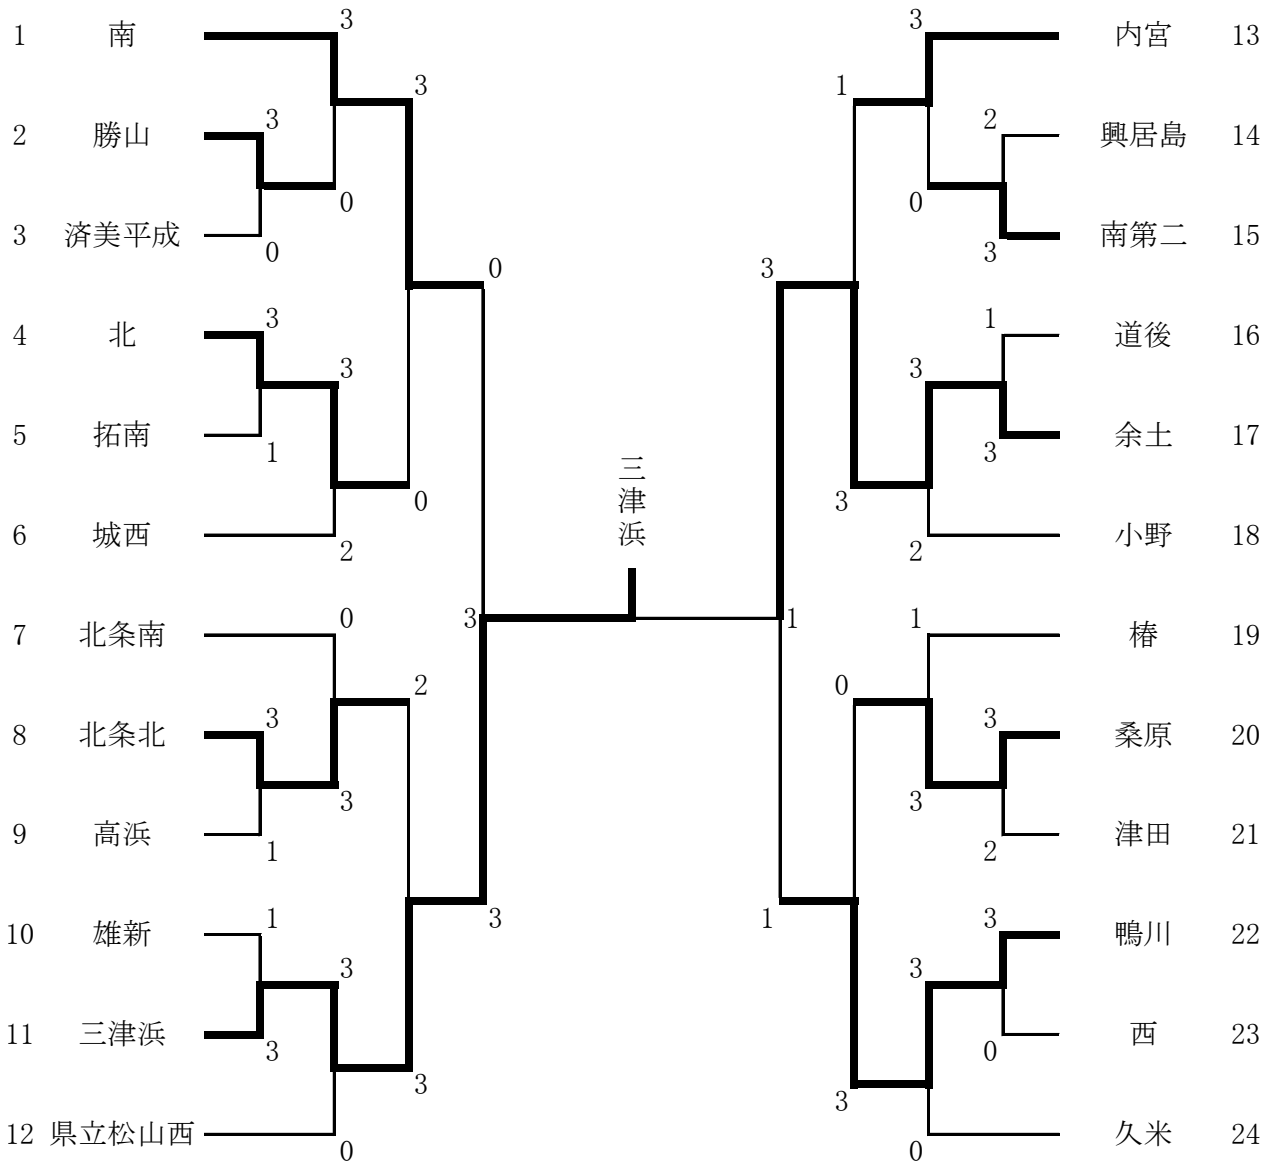 3 3
1 南 内宮 13
3 1
3 2
2 勝山 興居島 14
0 0
3 済美平成 南第二 15
0 3
0 3
3 1
4 北 道後 16
3 3
5 拓南 余土 17
1 3
三津浜
0 3
6 城西 小野 18
2 2
0 1
7 北条南 3 1 椿 19
2 0
3 3
8 北条北 桑原 20
3 3
9 高浜 津田 21
1 2
1 3
3 1
10 雄新 鴨川 22
3 3
11 三津浜 西 23
3 0
3 3
12 県立松山西 久米 24
0 0